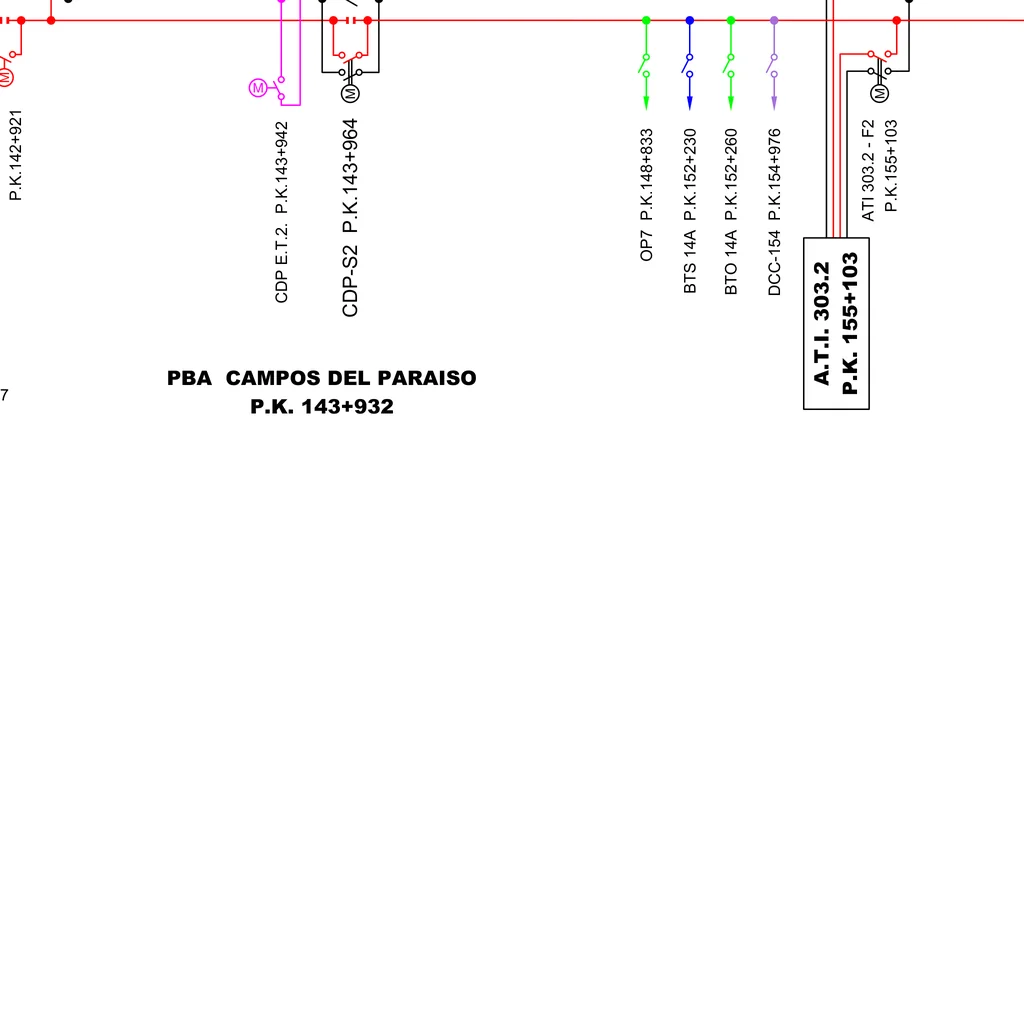 M
P.K.142+921
M
CDP E.T.2. P.K.143+942
M
CDP-S2 P.K.143+964
OP7 P.K.148+833
BTS 14A P.K.152+230
BTO 14A P.K.152+260
DCC-154 P.K.154+976
M
ATI 303.2 - F2
P.K.155+103
A.T.I. 303.2
P.K. 155+103
PBA CAMPOS DEL PARAISO
P.K. 143+932
7